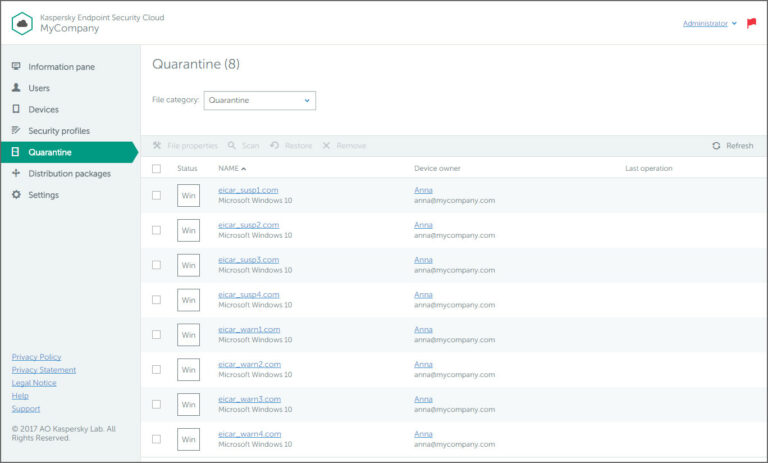 Kaspersky Endpoint Security Cloud
MyCompany
Administrator
Information pane
Users
Devices
Security profiles
Quarantine
Distribution packages
Settings
Privacy Policy
Privacy Statement
Legal Notice
Help
Support
© 2017 AO Kaspersky Lab. All
Rights Reserved.
Quarantine (8)
File category: Quarantine
File properties Scan Restore Remove Refresh
Status NAME Device owner Last operation
Win eicar_susp1.com Anna
Microsoft Windows 10 anna@mycompany.com
Win eicar_susp2.com Anna
Microsoft Windows 10 anna@mycompany.com
Win eicar_susp3.com Anna
Microsoft Windows 10 anna@mycompany.com
Win eicar_susp4.com Anna
Microsoft Windows 10 anna@mycompany.com
Win eicar_warn1.com Anna
Microsoft Windows 10 anna@mycompany.com
Win eicar_warn2.com Anna
Microsoft Windows 10 anna@mycompany.com
Win eicar_warn3.com Anna
Microsoft Windows 10 anna@mycompany.com
Win eicar_warn4.com Anna
Microsoft Windows 10 anna@mycompany.com